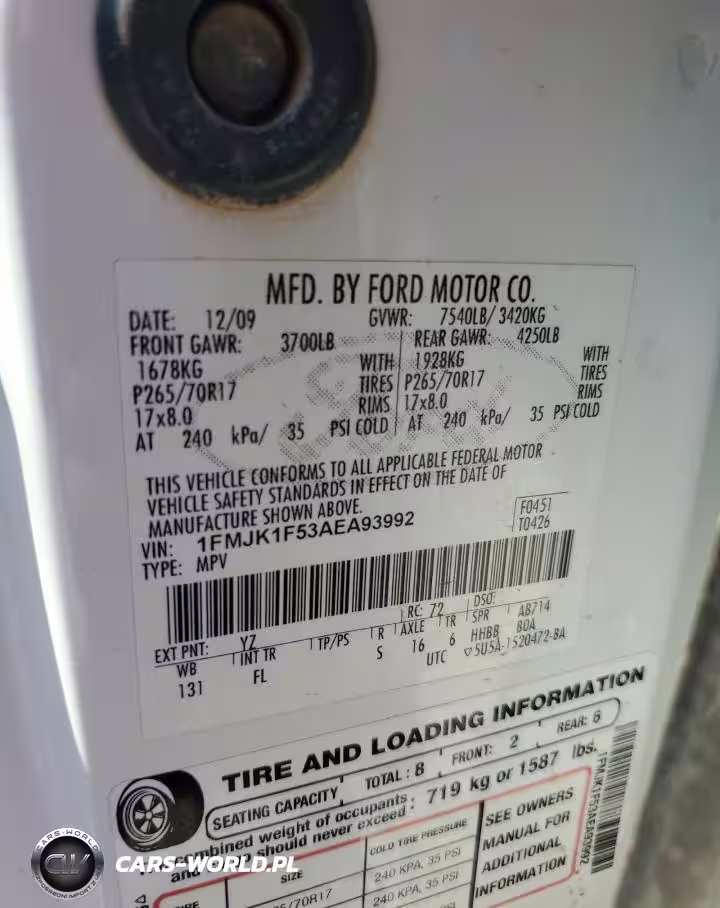 MFD. BY FORD MOTOR CO.
DATE: 12/09 GVWR: 7540LB/ 3420KG
FRONT GAWR: 3700LB REAR GAWR: 4250LB
1678KG WITH 1928KG WITH
P265/70R17 TIRES P265/70R17 TIRES
17x8.0 RIMS 17x8.0 RIMS
AT 240 kPa/ 35 PSI COLD AT 240 kPa/ 35 PSI COLD
THIS VEHICLE CONFORMS TO ALL APPLICABLE FEDERAL MOTOR
VEHICLE SAFETY STANDARDS IN EFFECT ON THE DATE OF
MANUFACTURE SHOWN ABOVE.
F0451
T0426
VIN: 1FMJK1F53AEA93992
TYPE: MPV
EXT PNT: YZ RC: 72 DSO:
WB INT TR TP/PS R AXLE TR SPR AB714
131 FL S 16 6 HHBB BOA
UTC ▽5U5A-1520472-BA
TIRE AND LOADING INFORMATION
SEATING CAPACITY TOTAL: 8 FRONT: 2 REAR: 6
combined weight of occupants
and should never exceed: 719 kg or 1587 lbs.
SIZE COLD TIRE PRESSURE SEE OWNERS
MANUAL FOR
ADDITIONAL
INFORMATION
240 KPA, 35 PSI
240 KPA, 35 PSI
1FMJK1F53AEA93992
CARS-WORLD
CW
CARS-WORLD.PL